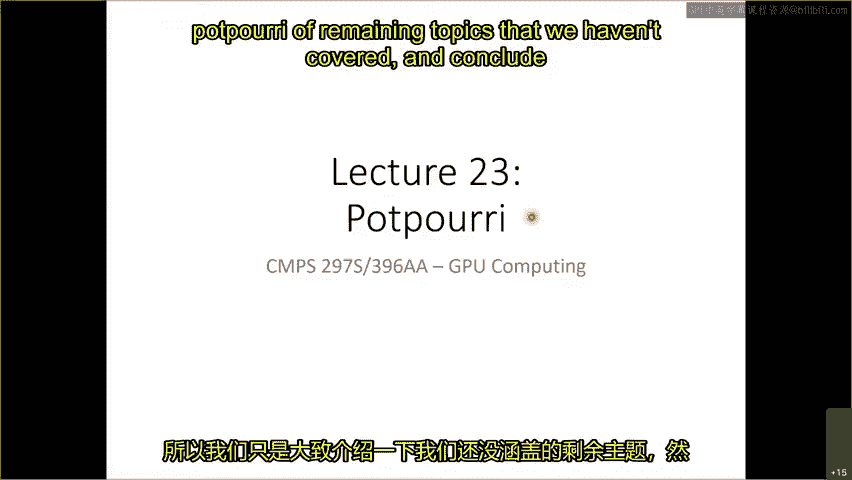 potpourri of remaining topics that we haven't
covered, and conclude
Lecture 23:
Potpourri
CMPS 297S/396AA – GPU Computing
所以我们只是大致介绍一下我们还没涵盖的剩余主题，然
+15